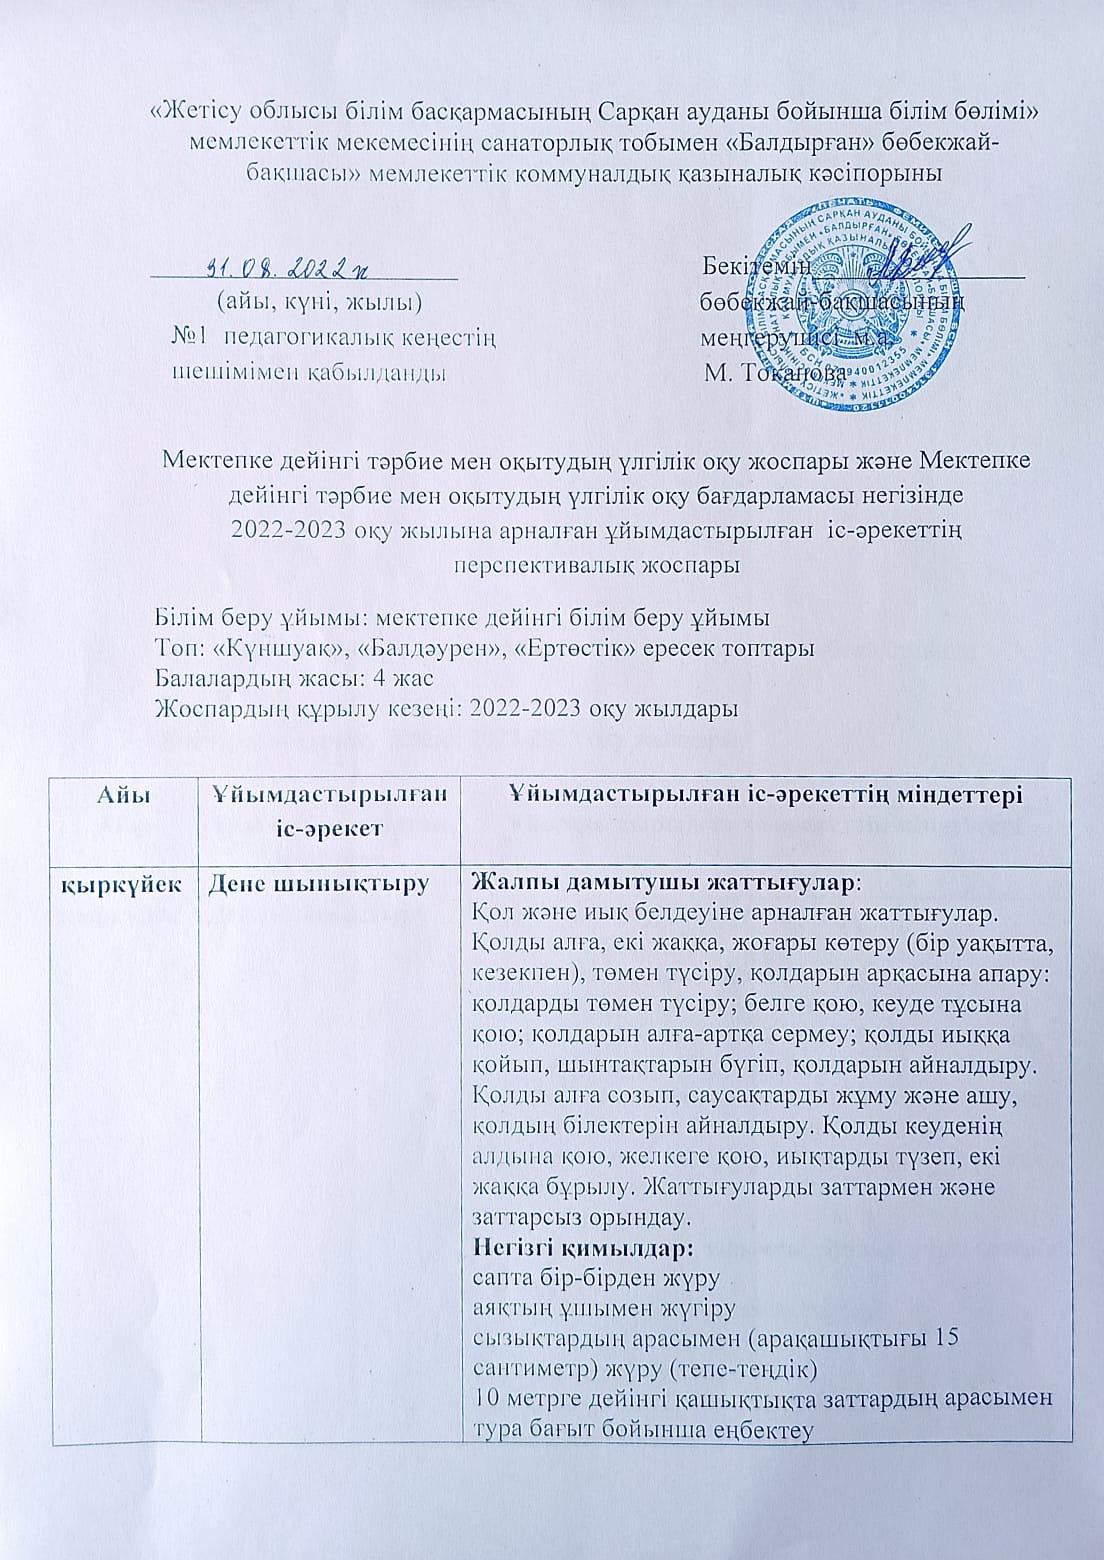 «Жетісу облысы білім басқармасының Сарқан ауданы бойынша білім бөлімі»
мемлекеттік мекемесінің санаторлық тобымен «Балдырған» бөбекжай-
бақшасы» мемлекеттік коммуналдық қазыналық кәсіпорыны
31.08.2022ж
Бекітемін
(айы, күні, жылы)
бөбекжай-бақшасының
№1 педагогикалық кеңестің
меңгерушісі м.а.
шешімімен қабылданды
М. Токанова
Мектепке дейінгі тәрбие мен оқытудың үлгілік оқу жоспары және Мектепке
дейінгі тәрбие мен оқытудың үлгілік оқу бағдарламасы негізінде
2022-2023 оқу жылына арналған ұйымдастырылған іс-әрекеттің
перспективалық жоспары
Білім беру ұйымы: мектепке дейінгі білім беру ұйымы
Топ: «Күншуақ», «Балдәурен», «Ертөстік» ересек топтары
Балалардың жасы: 4 жас
Жоспардың құрылу кезеңі: 2022-2023 оқу жылдары
Айы
Ұйымдастырылған
іс-әрекет
Ұйымдастырылған іс-әрекеттің міндеттері
қыркүйек
Дене шынықтыру
Жалпы дамытушы жаттығулар:
Қол және иық белдеуіне арналған жаттығулар.
Қолды алға, екі жаққа, жоғары көтеру (бір уақытта,
кезекпен), төмен түсіру, қолдарын арқасына апару:
қолдарды төмен түсіру; белге қою, кеуде тұсына
қою; қолдарын алға-артқа сермеу; қолды иыққа
қойып, шынтақтарын бүгіп, қолдарын айналдыру.
Қолды алға созып, саусақтарды жұму және ашу,
қолдың білектерін айналдыру. Қолды кеуденің
алдына қою, желкеге қою, иықтарды түзеп, екі
жаққа бұрылу. Жаттығуларды заттармен және
заттарсыз орындау.
Негізгі қимылдар:
сапта бір-бірден жүру
аяқтың ұшымен жүгіру
сызықтардың арасымен (арақашықтығы 15
сантиметр) жүру (тепе-теңдік)
10 метрге дейінгі қашықтықта заттардың арасымен
тура бағыт бойынша еңбектеу